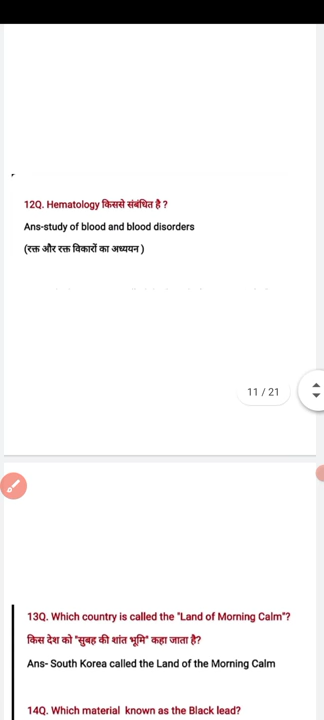 12Q. Hematology किससे संबंधित है ?
Ans-study of blood and blood disorders
(रक्त और रक्त विकारों का अध्ययन )
11 / 21
13Q. Which country is called the "Land of Morning Calm"?
किस देश को "सुबह की शांत भूमि" कहा जाता है?
Ans- South Korea called the Land of the Morning Calm
14Q. Which material known as the Black lead?